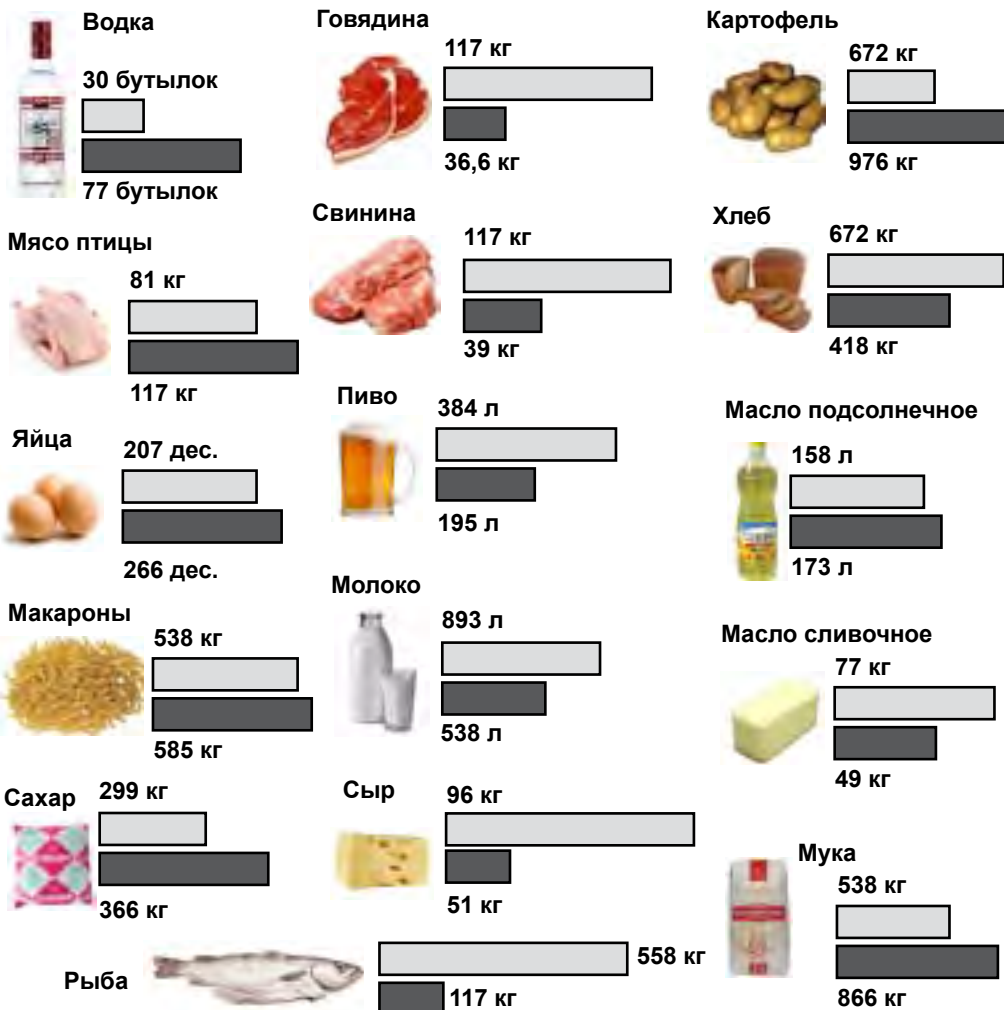 Водка
30 бутылок
77 бутылок
Говядина
117 кг
36,6 кг
Картофель
672 кг
976 кг
Мясо птицы
81 кг
117 кг
Свинина
117 кг
39 кг
Хлеб
672 кг
418 кг
Яйца
207 дес.
266 дес.
Пиво
384 л
195 л
Масло подсолнечное
158 л
173 л
Макароны
538 кг
585 кг
Молоко
893 л
538 л
Масло сливочное
77 кг
49 кг
Сахар
299 кг
366 кг
Сыр
96 кг
51 кг
Мука
538 кг
866 кг
Рыба
558 кг
117 кг